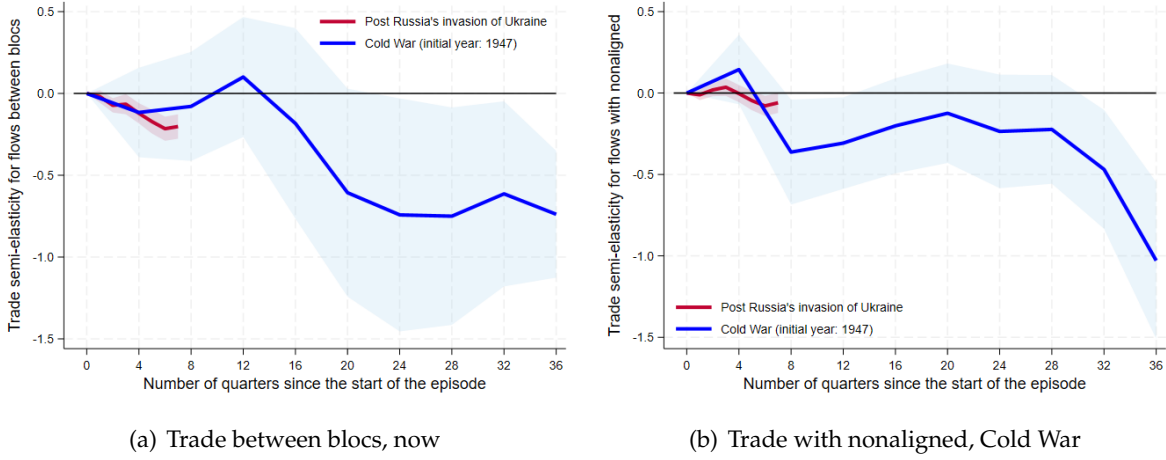 Trade semi-elasticity for flows between blocs
0.5
0.0
-0.5
-1.0
-1.5
Post Russia's invasion of Ukraine
Cold War (initial year: 1947)
0 4 8 12 16 20 24 28 32 36
Number of quarters since the start of the episode
(a) Trade between blocs, now
Trade semi-elasticity for flows with nonaligned
0.5
0.0
-0.5
-1.0
-1.5
Post Russia's invasion of Ukraine
Cold War (initial year: 1947)
0 4 8 12 16 20 24 28 32 36
Number of quarters since the start of the episode
(b) Trade with nonaligned, Cold War